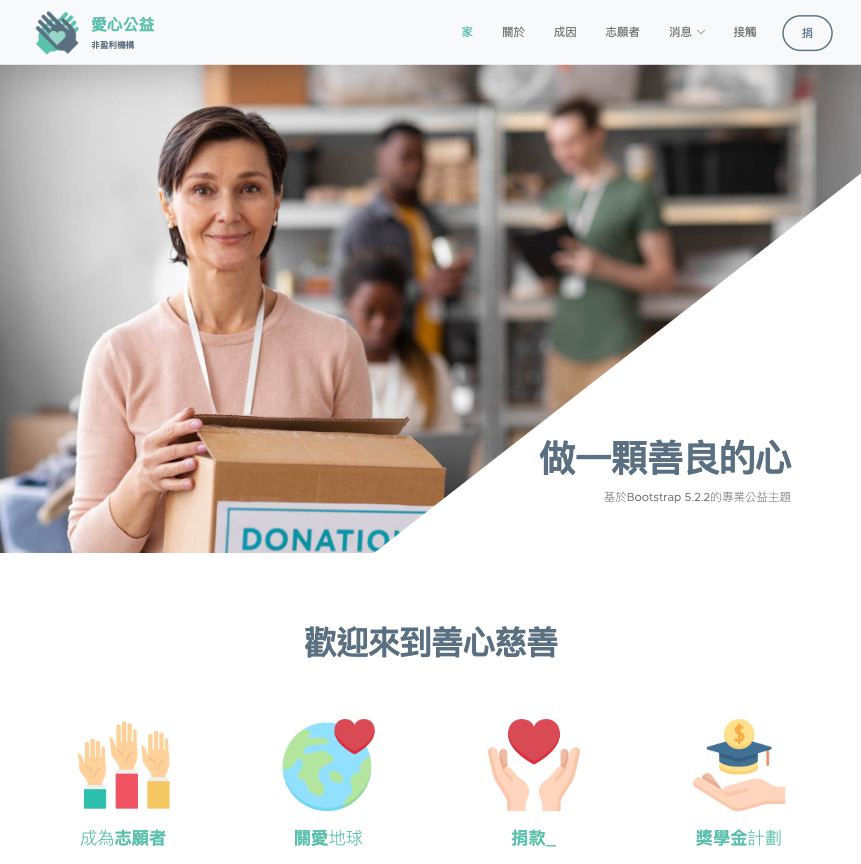 愛心公益
非盈利機構
家 關於 成因 志願者 消息 接觸 捐
DONATIO
做一顆善良的心
基於Bootstrap 5.2.2的專業公益主題
歡迎來到善心慈善
成為志願者 關愛地球 捐款_ 獎學金計劃